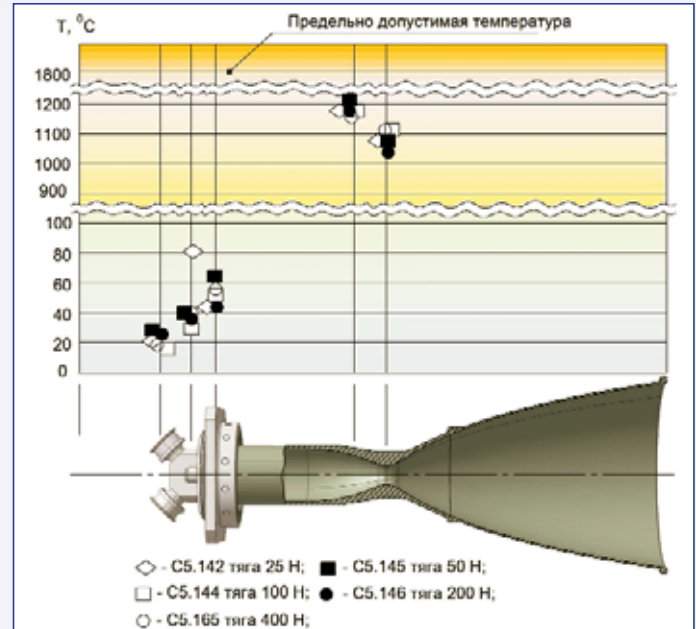 Т, ⁰С
Предельно допустимая температура
1800
1200
1100
1000
900
100
80
60
40
20
0
◇ - С5.142 тяга 25 Н; ■ - С5.145 тяга 50 Н;
□ - С5.144 тяга 100 Н; ● - С5.146 тяга 200 Н;
○ - С5.165 тяга 400 Н;